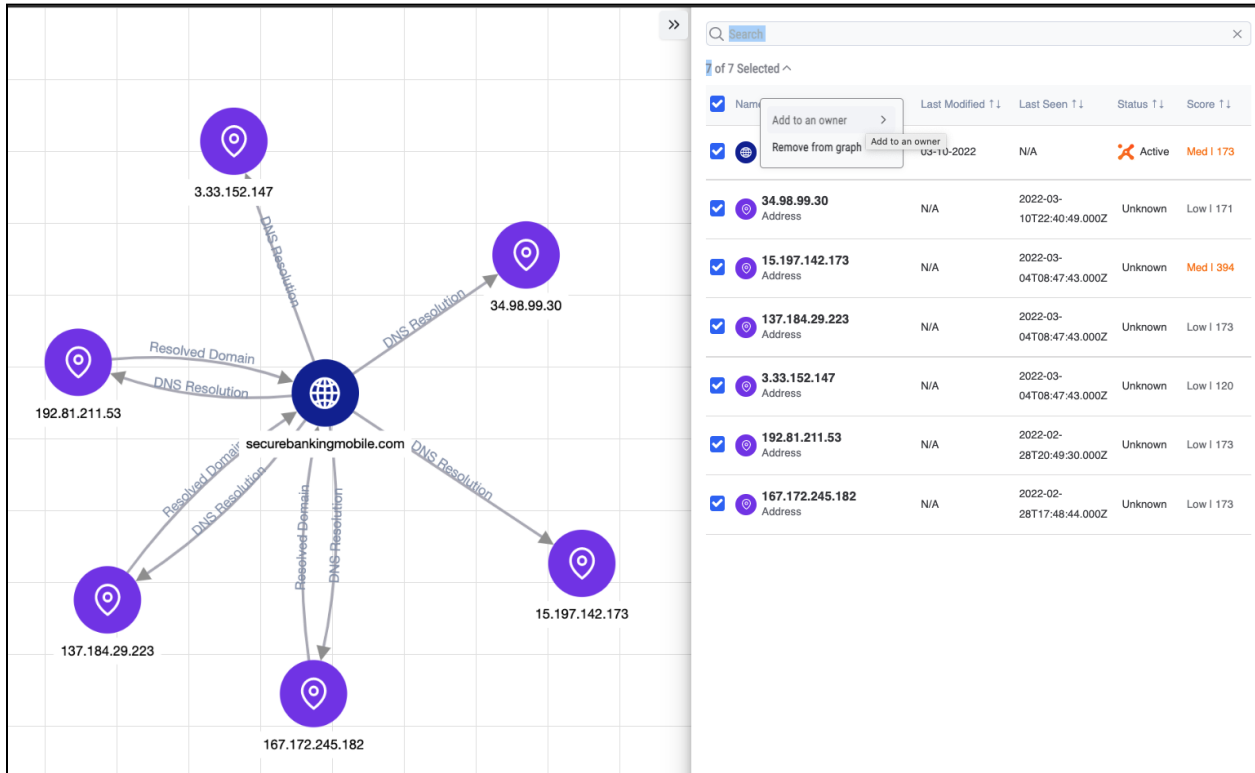 3.33.152.147
DNS Resolution
34.98.99.30
DNS Resolution
Resolved Domain
DNS Resolution
192.81.211.53
securebankingmobile.com
Resolved Domain
DNS Resolution
Resolved Domain
DNS Resolution
DNS Resolution
15.197.142.173
137.184.29.223
167.172.245.182
Search
7 of 7 Selected
Name Last Modified ↑↓ Last Seen ↑↓ Status ↑↓ Score ↑↓
Add to an owner
Add to an owner
Remove from graph
03-10-2022 N/A Active Med | 173
34.98.99.30
Address
N/A
2022-03-
10T22:40:49.000Z
Unknown Low | 171
15.197.142.173
Address
N/A
2022-03-
04T08:47:43.000Z
Unknown Med | 394
137.184.29.223
Address
N/A
2022-03-
04T08:47:43.000Z
Unknown Low | 173
3.33.152.147
Address
N/A
2022-03-
04T08:47:43.000Z
Unknown Low | 120
192.81.211.53
Address
N/A
2022-02-
28T20:49:30.000Z
Unknown Low | 173
167.172.245.182
Address
N/A
2022-02-
28T17:48:44.000Z
Unknown Low | 173